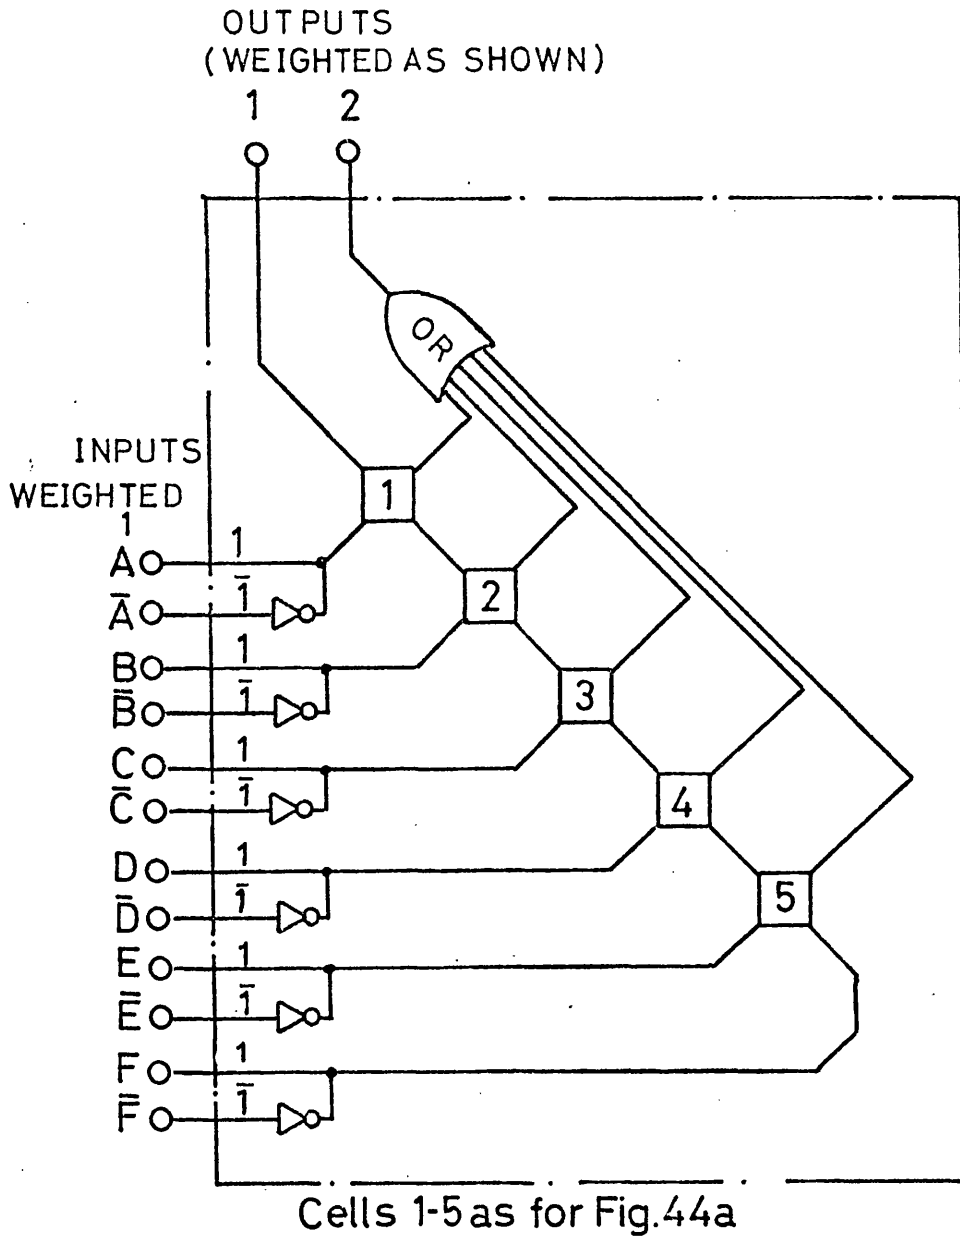 OUTPUTS
(WEIGHTED AS SHOWN)
1 2
OR
INPUTS
WEIGHTED
1
1
A 1
A̅ 1̅
2
B 1
B̅ 1̅
3
C 1
C̅ 1̅
4
D 1
D̅ 1̅
5
E 1
E̅ 1̅
F 1
F̅ 1̅
Cells 1-5 as for Fig.44a